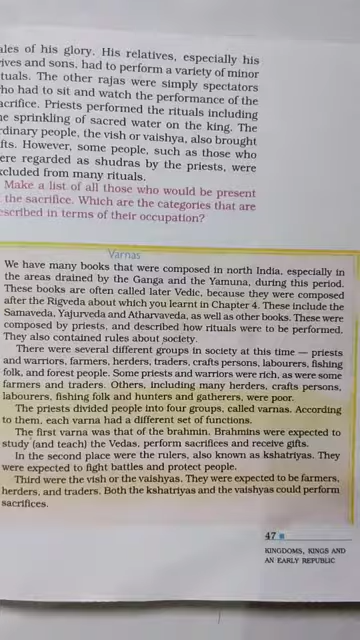 ales of his glory. His relatives, especially his
ives and sons, had to perform a variety of minor
tuals. The other rajas were simply spectators
ho had to sit and watch the performance of the
acrifice. Priests performed the rituals including
e sprinkling of sacred water on the king. The
rdinary people, the vish or vaishya, also brought
fts. However, some people, such as those who
ere regarded as shudras by the priests, were
xcluded from many rituals.
Make a list of all those who would be present
the sacrifice. Which are the categories that are
escribed in terms of their occupation?
Varnas
We have many books that were composed in north India, especially in
the areas drained by the Ganga and the Yamuna, during this period.
These books are often called later Vedic, because they were composed
after the Rigveda about which you learnt in Chapter 4. These include the
Samaveda, Yajurveda and Atharvaveda, as well as other books. These were
composed by priests, and described how rituals were to be performed.
They also contained rules about society.
There were several different groups in society at this time — priests
and warriors, farmers, herders, traders, crafts persons, labourers, fishing
folk, and forest people. Some priests and warriors were rich, as were some
farmers and traders. Others, including many herders, crafts persons,
labourers, fishing folk and hunters and gatherers, were poor.
The priests divided people into four groups, called varnas. According
to them, each varna had a different set of functions.
The first varna was that of the brahmin. Brahmins were expected to
study (and teach) the Vedas, perform sacrifices and receive gifts.
In the second place were the rulers, also known as kshatriyas. They
were expected to fight battles and protect people.
Third were the vish or the vaishyas. They were expected to be farmers,
herders, and traders. Both the kshatriyas and the vaishyas could perform
sacrifices.
47
KINGDOMS, KINGS AND
AN EARLY REPUBLIC